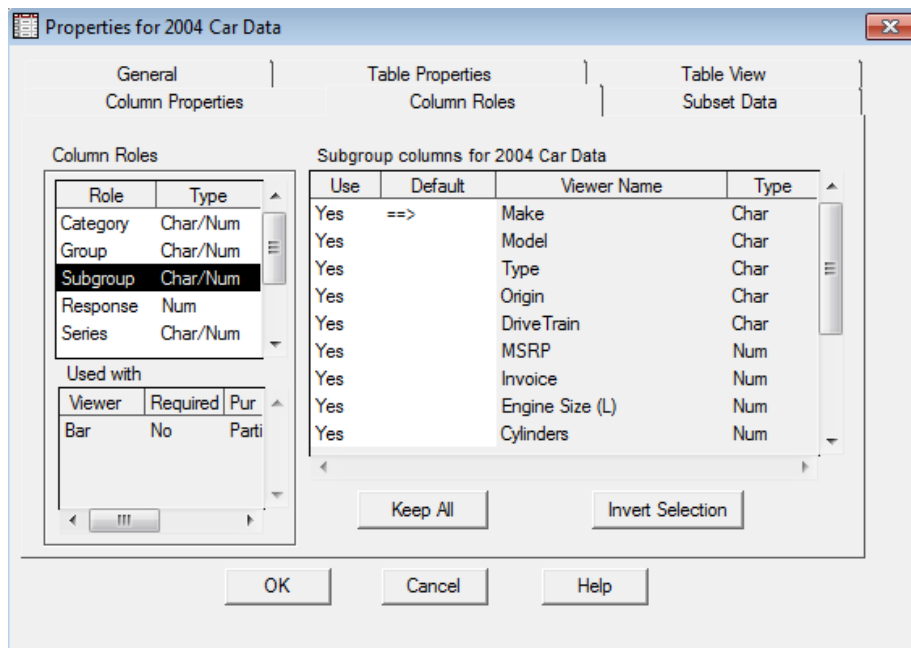 Properties for 2004 Car Data
General Table Properties Table View
Column Properties Column Roles Subset Data
Column Roles
Role Type
Category Char/Num
Group Char/Num
Subgroup Char/Num
Response Num
Series Char/Num
Used with
Viewer Required Pur
Bar No Parti
Subgroup columns for 2004 Car Data
Use Default Viewer Name Type
Yes ==> Make Char
Yes Model Char
Yes Type Char
Yes Origin Char
Yes DriveTrain Char
Yes MSRP Num
Yes Invoice Num
Yes Engine Size (L) Num
Yes Cylinders Num
Keep All Invert Selection
OK Cancel Help